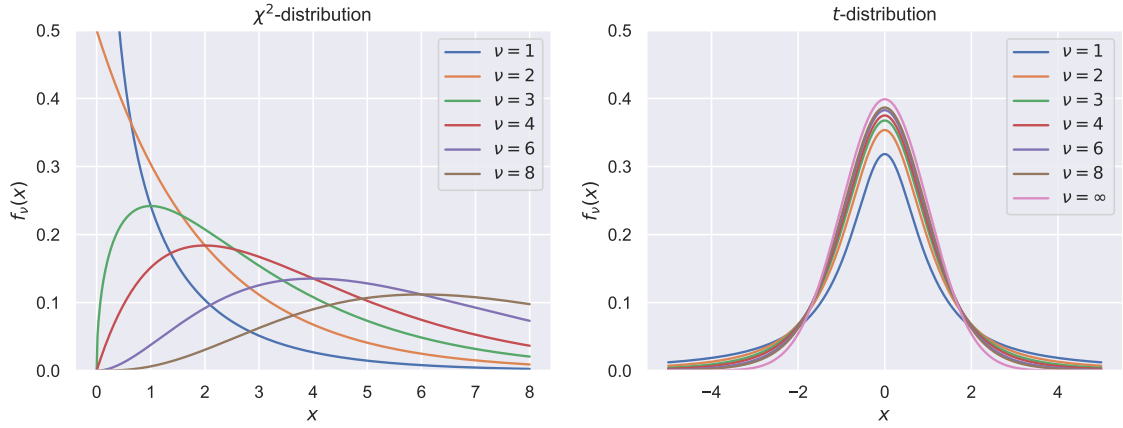 χ²-distribution
0.5
0.4
0.3
0.2
0.1
0.0
f_ν(x)
0 1 2 3 4 5 6 7 8
x
ν = 1
ν = 2
ν = 3
ν = 4
ν = 6
ν = 8
t-distribution
0.5
0.4
0.3
0.2
0.1
0.0
f_ν(x)
−4 −2 0 2 4
x
ν = 1
ν = 2
ν = 3
ν = 4
ν = 6
ν = 8
ν = ∞